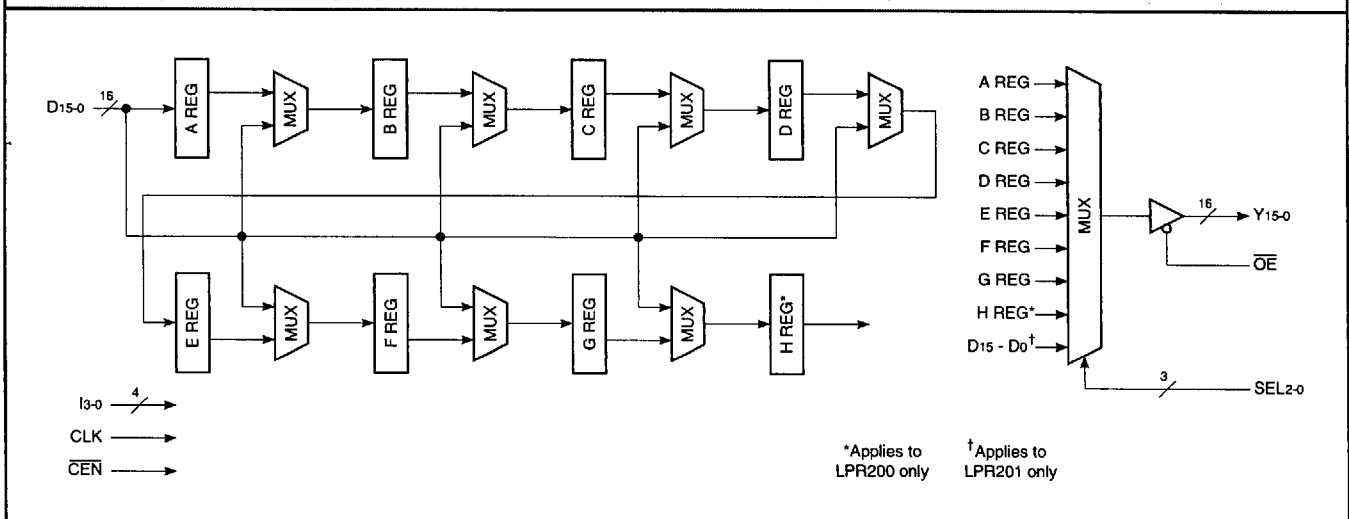 D15-0
16
A REG
MUX
B REG
MUX
C REG
MUX
D REG
MUX
E REG
MUX
F REG
MUX
G REG
MUX
H REG*
I3-0
4
CLK
CEN
A REG
B REG
C REG
D REG
E REG
F REG
G REG
H REG*
D15 - D0†
MUX
16
Y15-0
OE
3
SEL2-0
*Applies to
LPR200 only
†Applies to
LPR201 only